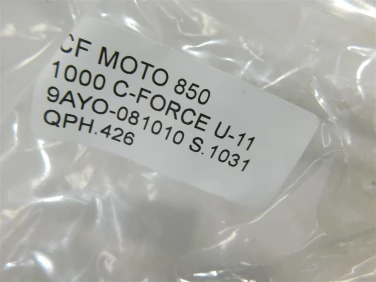 CF MOTO 850
1000 C-FORCE U-11
9AYO-081010 S.1031
QPH.426